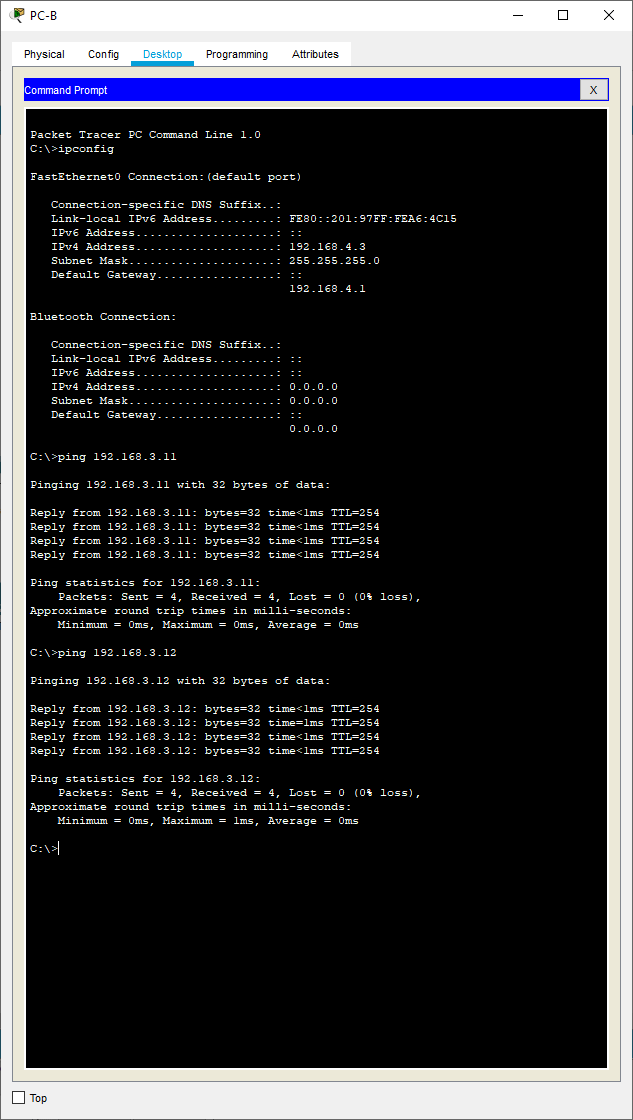 PC-B
Physical Config Desktop Programming Attributes
Command Prompt X
Packet Tracer PC Command Line 1.0
C:\>ipconfig
FastEthernet0 Connection:(default port)
Connection-specific DNS Suffix..:
Link-local IPv6 Address.........: FE80::201:97FF:FEA6:4C15
IPv6 Address....................: ::
IPv4 Address....................: 192.168.4.3
Subnet Mask.....................: 255.255.255.0
Default Gateway.................: ::
192.168.4.1
Bluetooth Connection:
Connection-specific DNS Suffix..:
Link-local IPv6 Address.........: ::
IPv6 Address....................: ::
IPv4 Address....................: 0.0.0.0
Subnet Mask.....................: 0.0.0.0
Default Gateway.................: ::
0.0.0.0
C:\>ping 192.168.3.11
Pinging 192.168.3.11 with 32 bytes of data:
Reply from 192.168.3.11: bytes=32 time<1ms TTL=254
Reply from 192.168.3.11: bytes=32 time<1ms TTL=254
Reply from 192.168.3.11: bytes=32 time<1ms TTL=254
Reply from 192.168.3.11: bytes=32 time<1ms TTL=254
Ping statistics for 192.168.3.11:
Packets: Sent = 4, Received = 4, Lost = 0 (0% loss),
Approximate round trip times in milli-seconds:
Minimum = 0ms, Maximum = 0ms, Average = 0ms
C:\>ping 192.168.3.12
Pinging 192.168.3.12 with 32 bytes of data:
Reply from 192.168.3.12: bytes=32 time<1ms TTL=254
Reply from 192.168.3.12: bytes=32 time=1ms TTL=254
Reply from 192.168.3.12: bytes=32 time<1ms TTL=254
Reply from 192.168.3.12: bytes=32 time<1ms TTL=254
Ping statistics for 192.168.3.12:
Packets: Sent = 4, Received = 4, Lost = 0 (0% loss),
Approximate round trip times in milli-seconds:
Minimum = 0ms, Maximum = 1ms, Average = 0ms
C:\>
Top